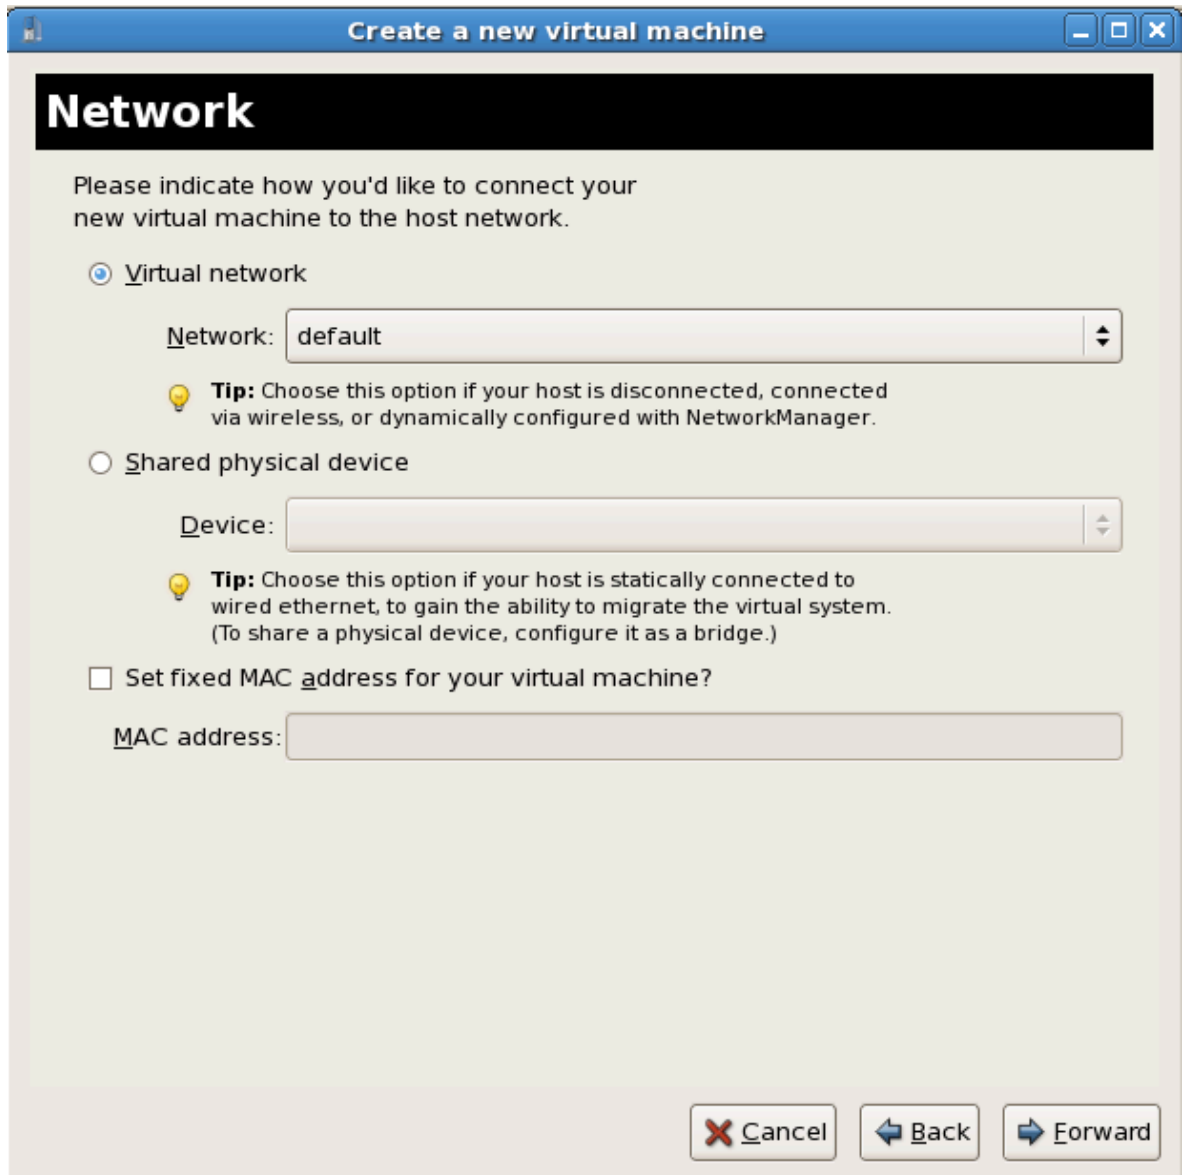 Create a new virtual machine
Network
Please indicate how you'd like to connect your
new virtual machine to the host network.
Virtual network
Network: default
Tip: Choose this option if your host is disconnected, connected
via wireless, or dynamically configured with NetworkManager.
Shared physical device
Device:
Tip: Choose this option if your host is statically connected to
wired ethernet, to gain the ability to migrate the virtual system.
(To share a physical device, configure it as a bridge.)
Set fixed MAC address for your virtual machine?
MAC address:
Cancel Back Forward